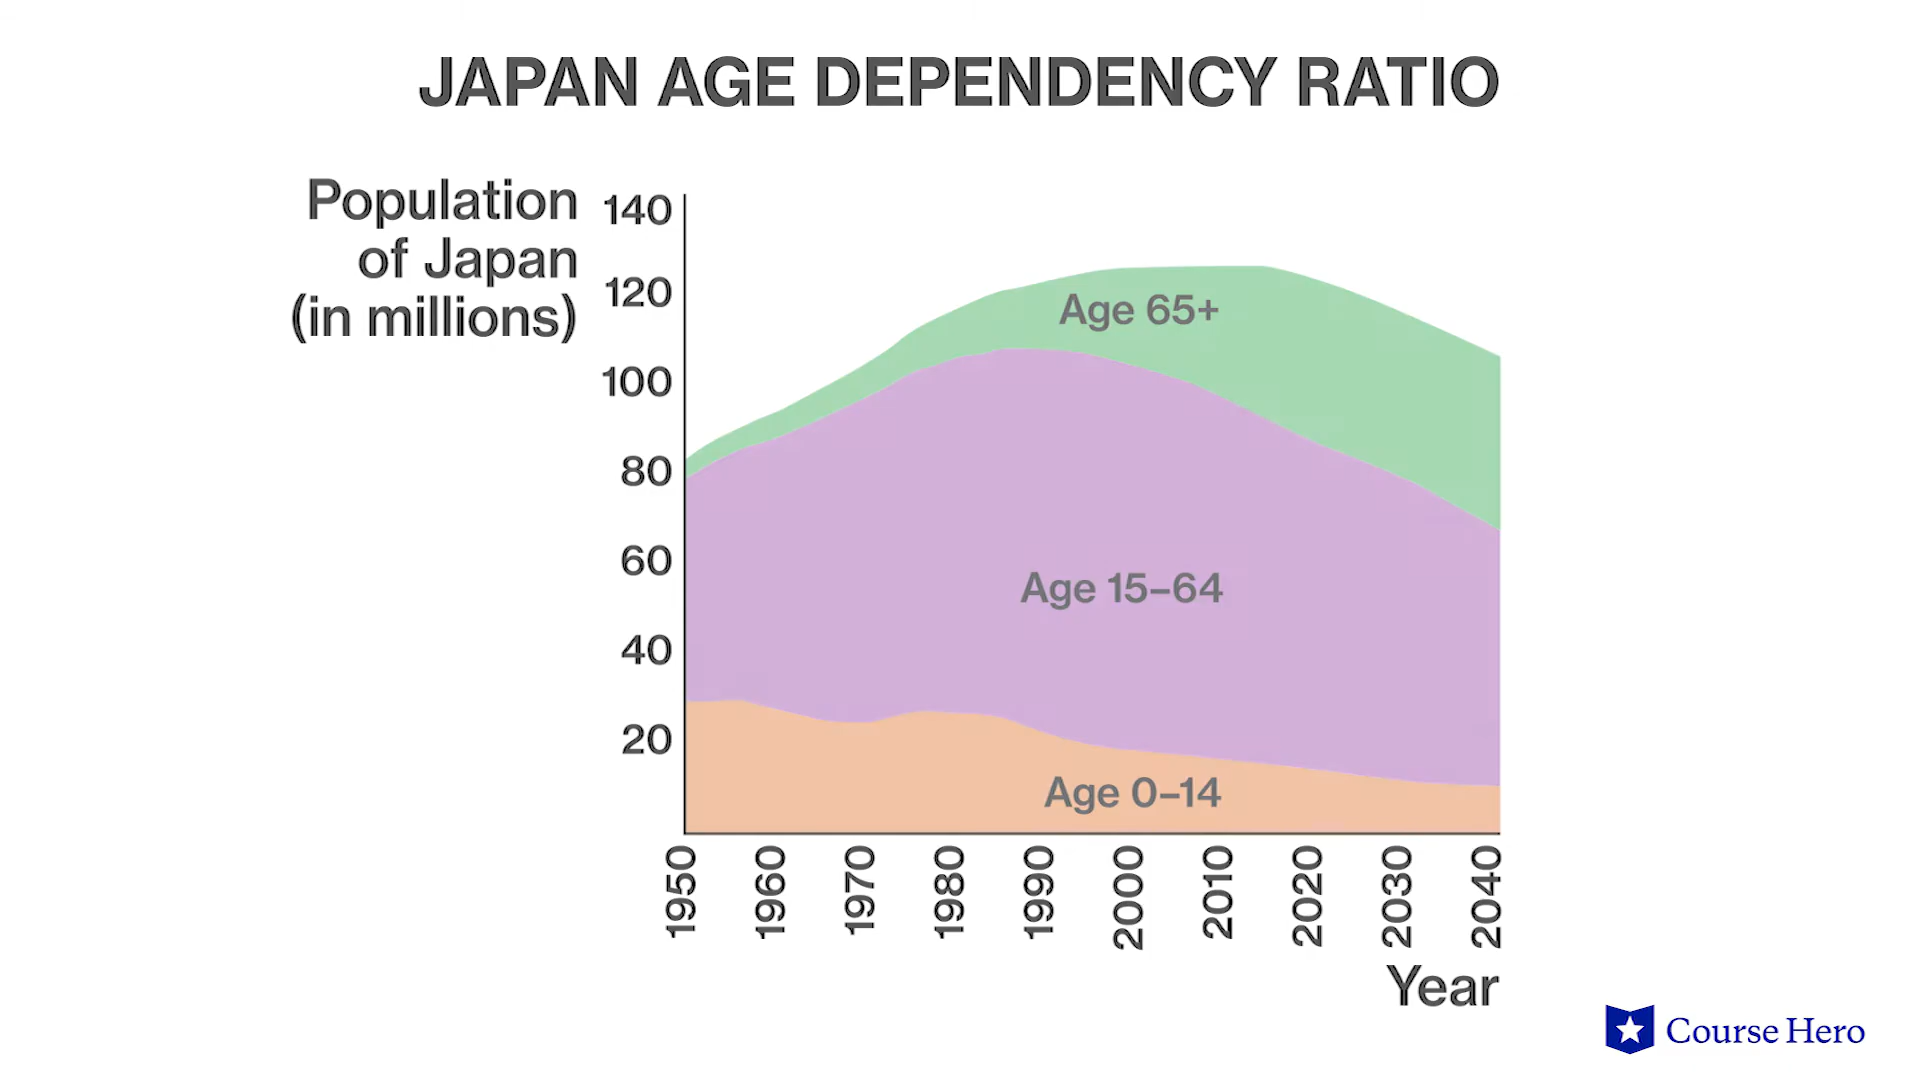 JAPAN AGE DEPENDENCY RATIO
Population
of Japan
(in millions)
140
120
100
80
60
40
20
Age 65+
Age 15–64
Age 0–14
1950 1960 1970 1980 1990 2000 2010 2020 2030 2040
Year
Course Hero